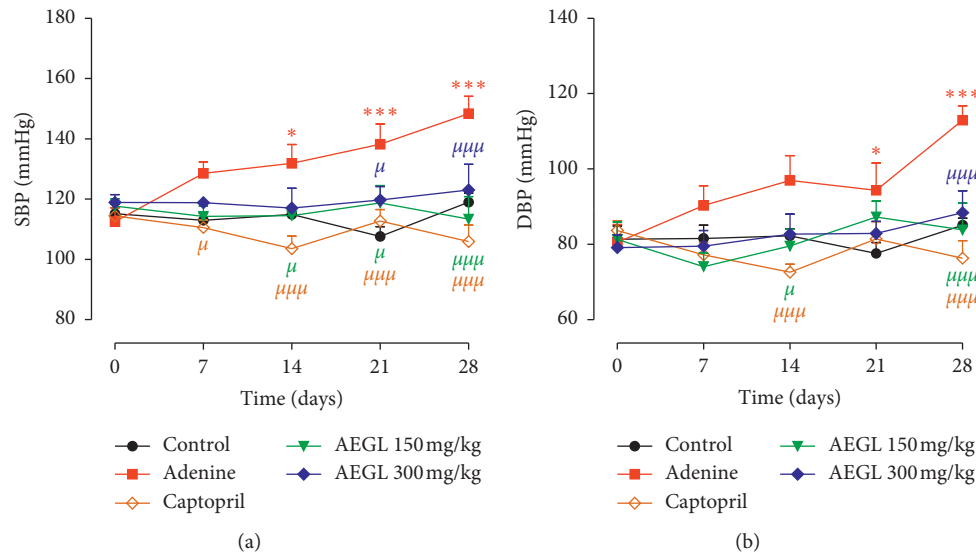 180
160
140
120
100
80
SBP (mmHg)
*
***
***
μ
μμμ
μ
μ
μμμ
μ
μμμ
μμμ
μμμ
0 7 14 21 28
Time (days)
Control
Adenine
Captopril
AEGL 150 mg/kg
AEGL 300 mg/kg
(a)
140
120
100
80
60
DBP (mmHg)
*
***
μμμ
μ
μμμ
μμμ
μμμ
0 7 14 21 28
Time (days)
Control
Adenine
Captopril
AEGL 150 mg/kg
AEGL 300 mg/kg
(b)